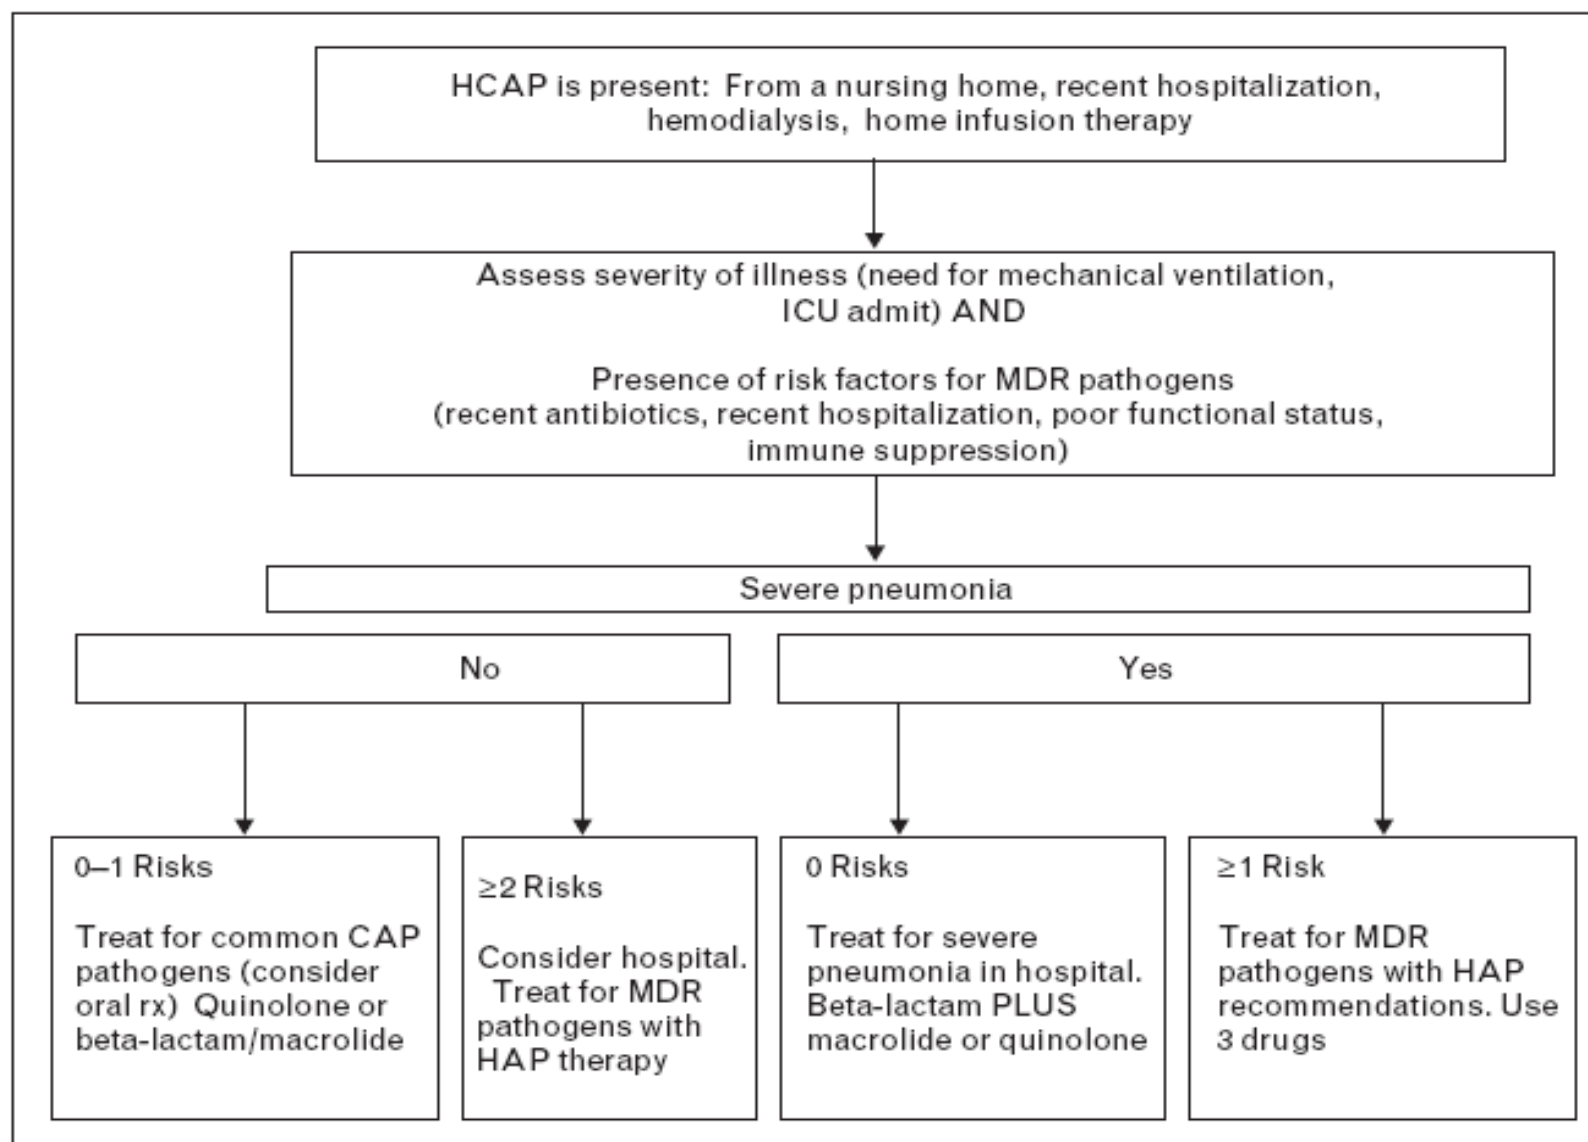 HCAP is present: From a nursing home, recent hospitalization,
hemodialysis, home infusion therapy
Assess severity of illness (need for mechanical ventilation,
ICU admit) AND
Presence of risk factors for MDR pathogens
(recent antibiotics, recent hospitalization, poor functional status,
immune suppression)
Severe pneumonia
No
Yes
0–1 Risks
Treat for common CAP
pathogens (consider
oral rx) Quinolone or
beta-lactam/macrolide
≥2 Risks
Consider hospital.
Treat for MDR
pathogens with
HAP therapy
0 Risks
Treat for severe
pneumonia in hospital.
Beta-lactam PLUS
macrolide or quinolone
≥1 Risk
Treat for MDR
pathogens with HAP
recommendations. Use
3 drugs